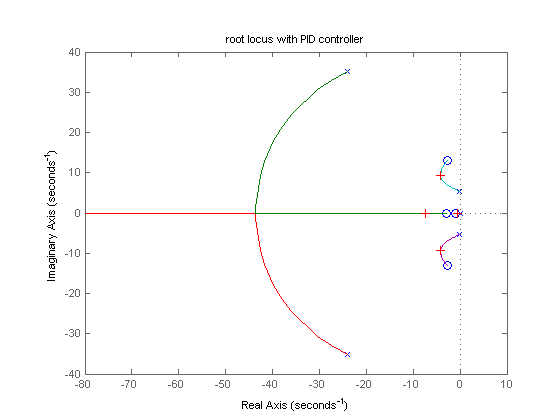 root locus with PID controller
40
30
20
10
0
-10
-20
-30
-40
Imaginary Axis (seconds⁻¹)
-80 -70 -60 -50 -40 -30 -20 -10 0 10
Real Axis (seconds⁻¹)